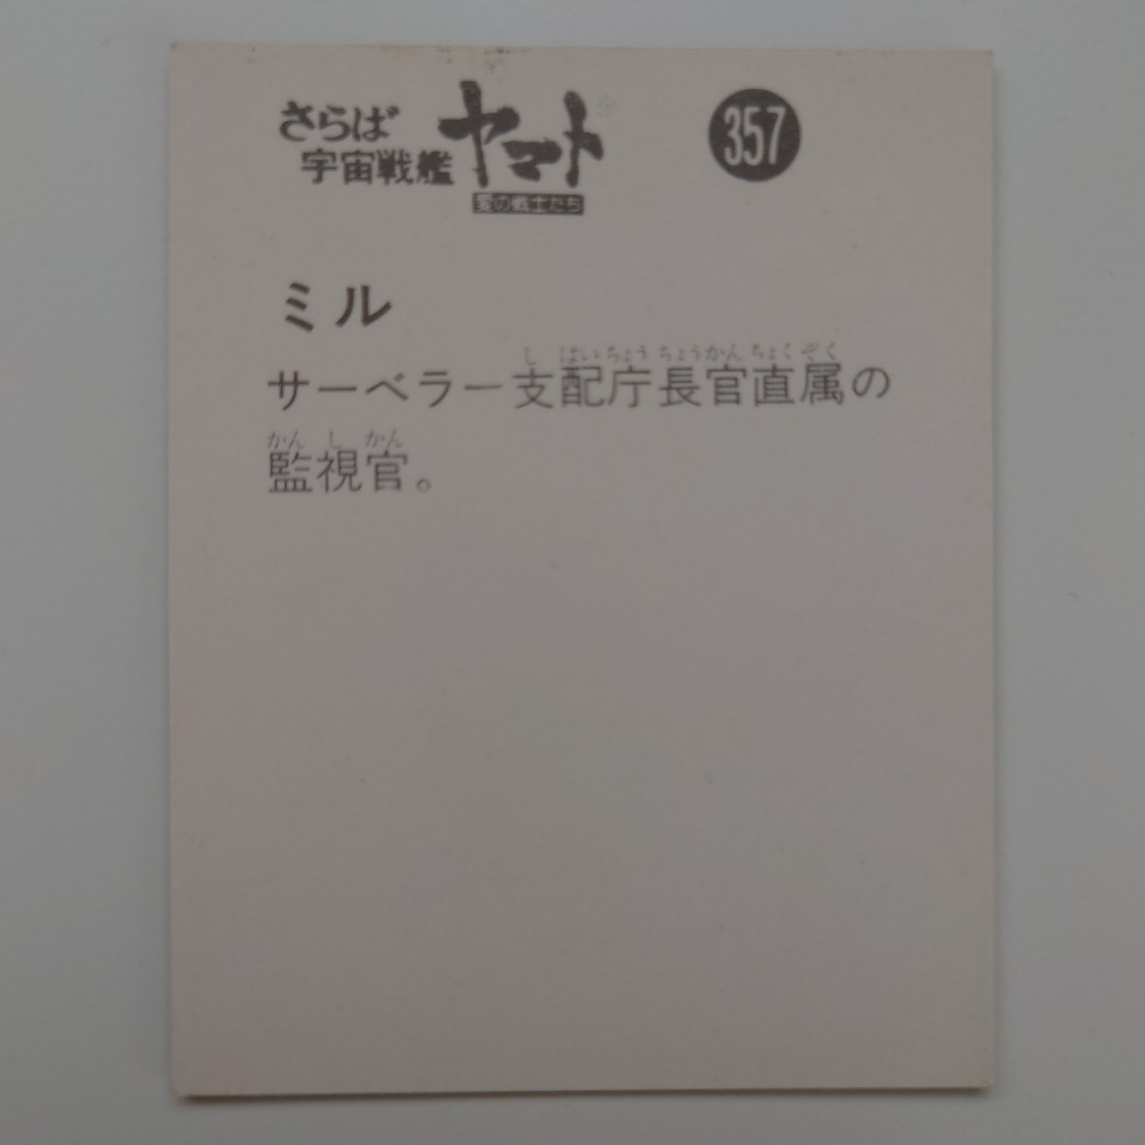 さらば
宇宙戦艦
ヤマト
愛の戦士たち
357
ミル
し はい ちょう ちょうかん ちょく ぞく
サーベラー支配庁長官直属の
かん し かん
監視官。